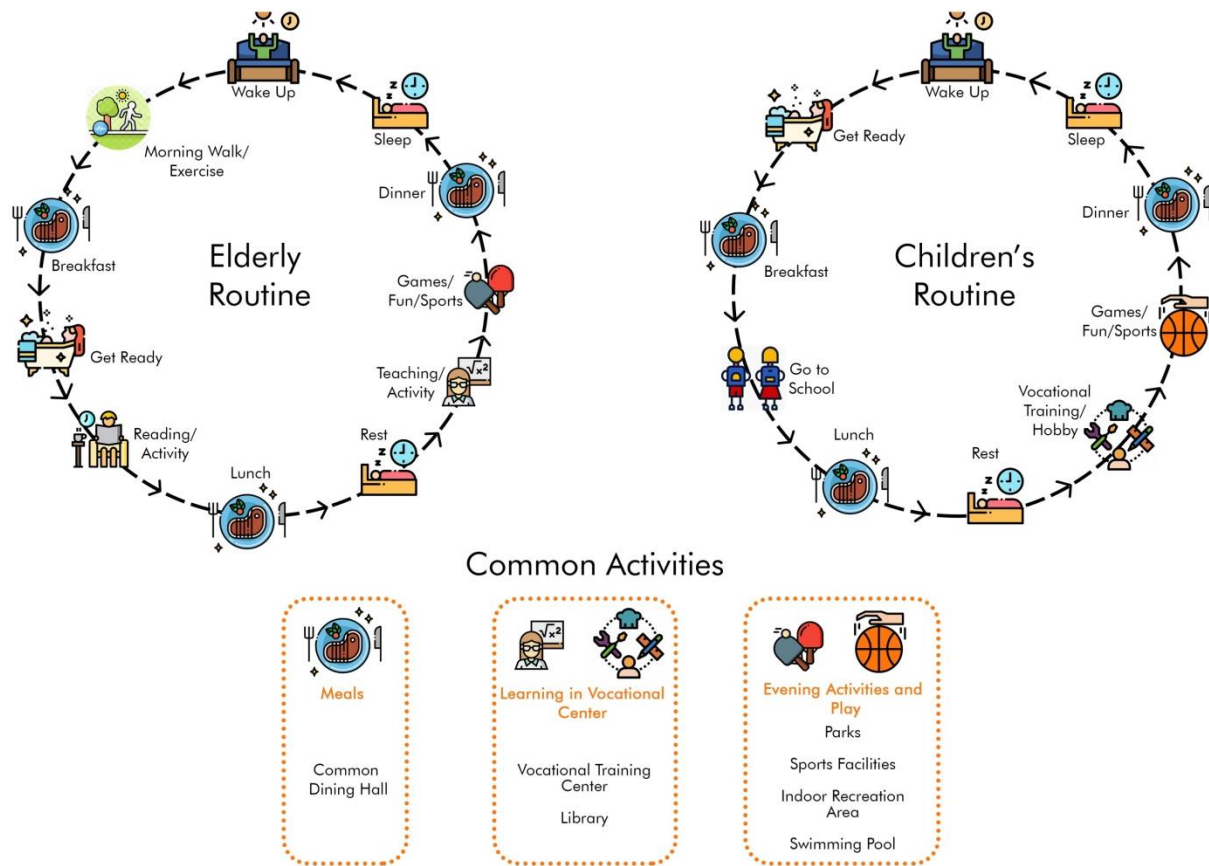 Wake Up
Morning Walk/
Exercise
Breakfast
Get Ready
Reading/
Activity
Lunch
Rest
Teaching/
Activity
√x²
Games/
Fun/Sports
Dinner
Sleep
z z z
Elderly
Routine
Wake Up
Get Ready
Breakfast
Go to
School
Lunch
Rest
z z z
Vocational
Training/
Hobby
Games/
Fun/Sports
Dinner
Sleep
z z z
Children's
Routine
Common Activities
Meals
Common
Dining Hall
√x²
Learning in Vocational
Center
Vocational Training
Center
Library
Evening Activities and
Play
Parks
Sports Facilities
Indoor Recreation
Area
Swimming Pool